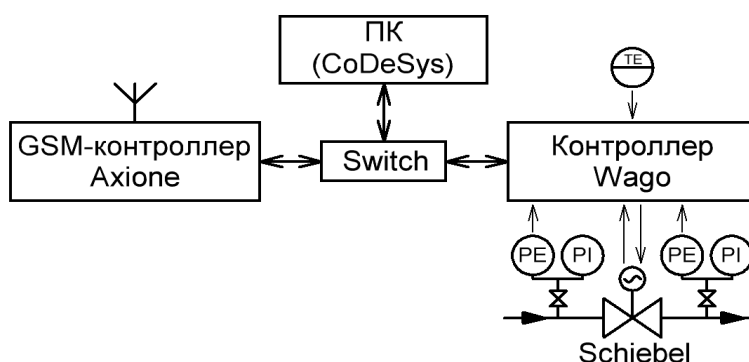 ПК
(CoDeSys)
TE
GSM-контроллер
Axione
Switch
Контроллер
Wago
PE
PI
PE
PI
Schiebel